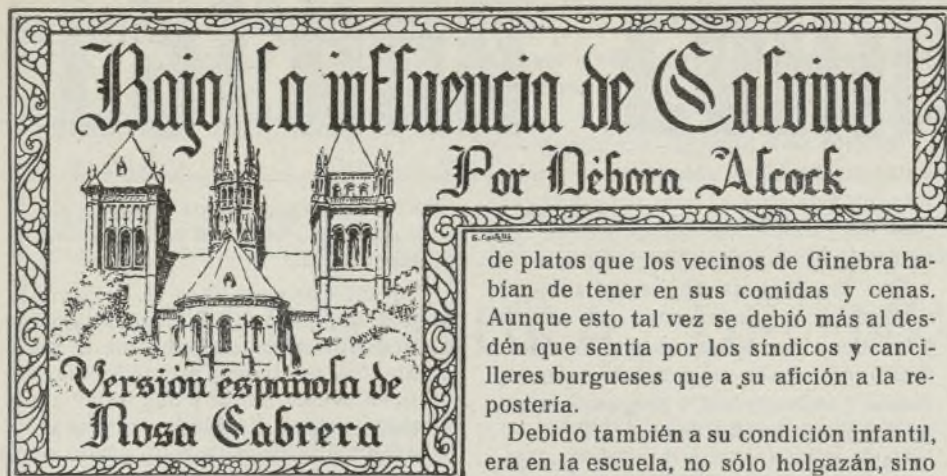 Bajo la influencia de Calvino
Por Débora Alcock
Versión española de
Rosa Cabrera
de platos que los vecinos de Ginebra ha-
bían de tener en sus comidas y cenas.
Aunque esto tal vez se debió más al des-
dén que sentía por los síndicos y canci-
lleres burgueses que a su afición a la re-
postería.
Debido también a su condición infantil,
era en la escuela, no sólo holgazán, sino